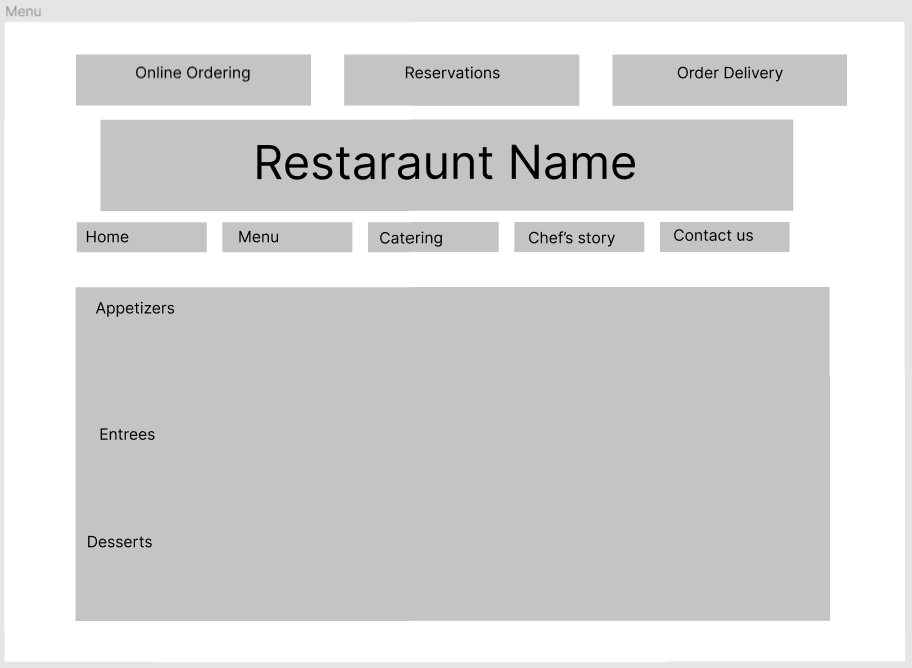 Menu
Online Ordering
Reservations
Order Delivery
Restaraunt Name
Home
Menu
Catering
Chef's story
Contact us
Appetizers
Entrees
Desserts